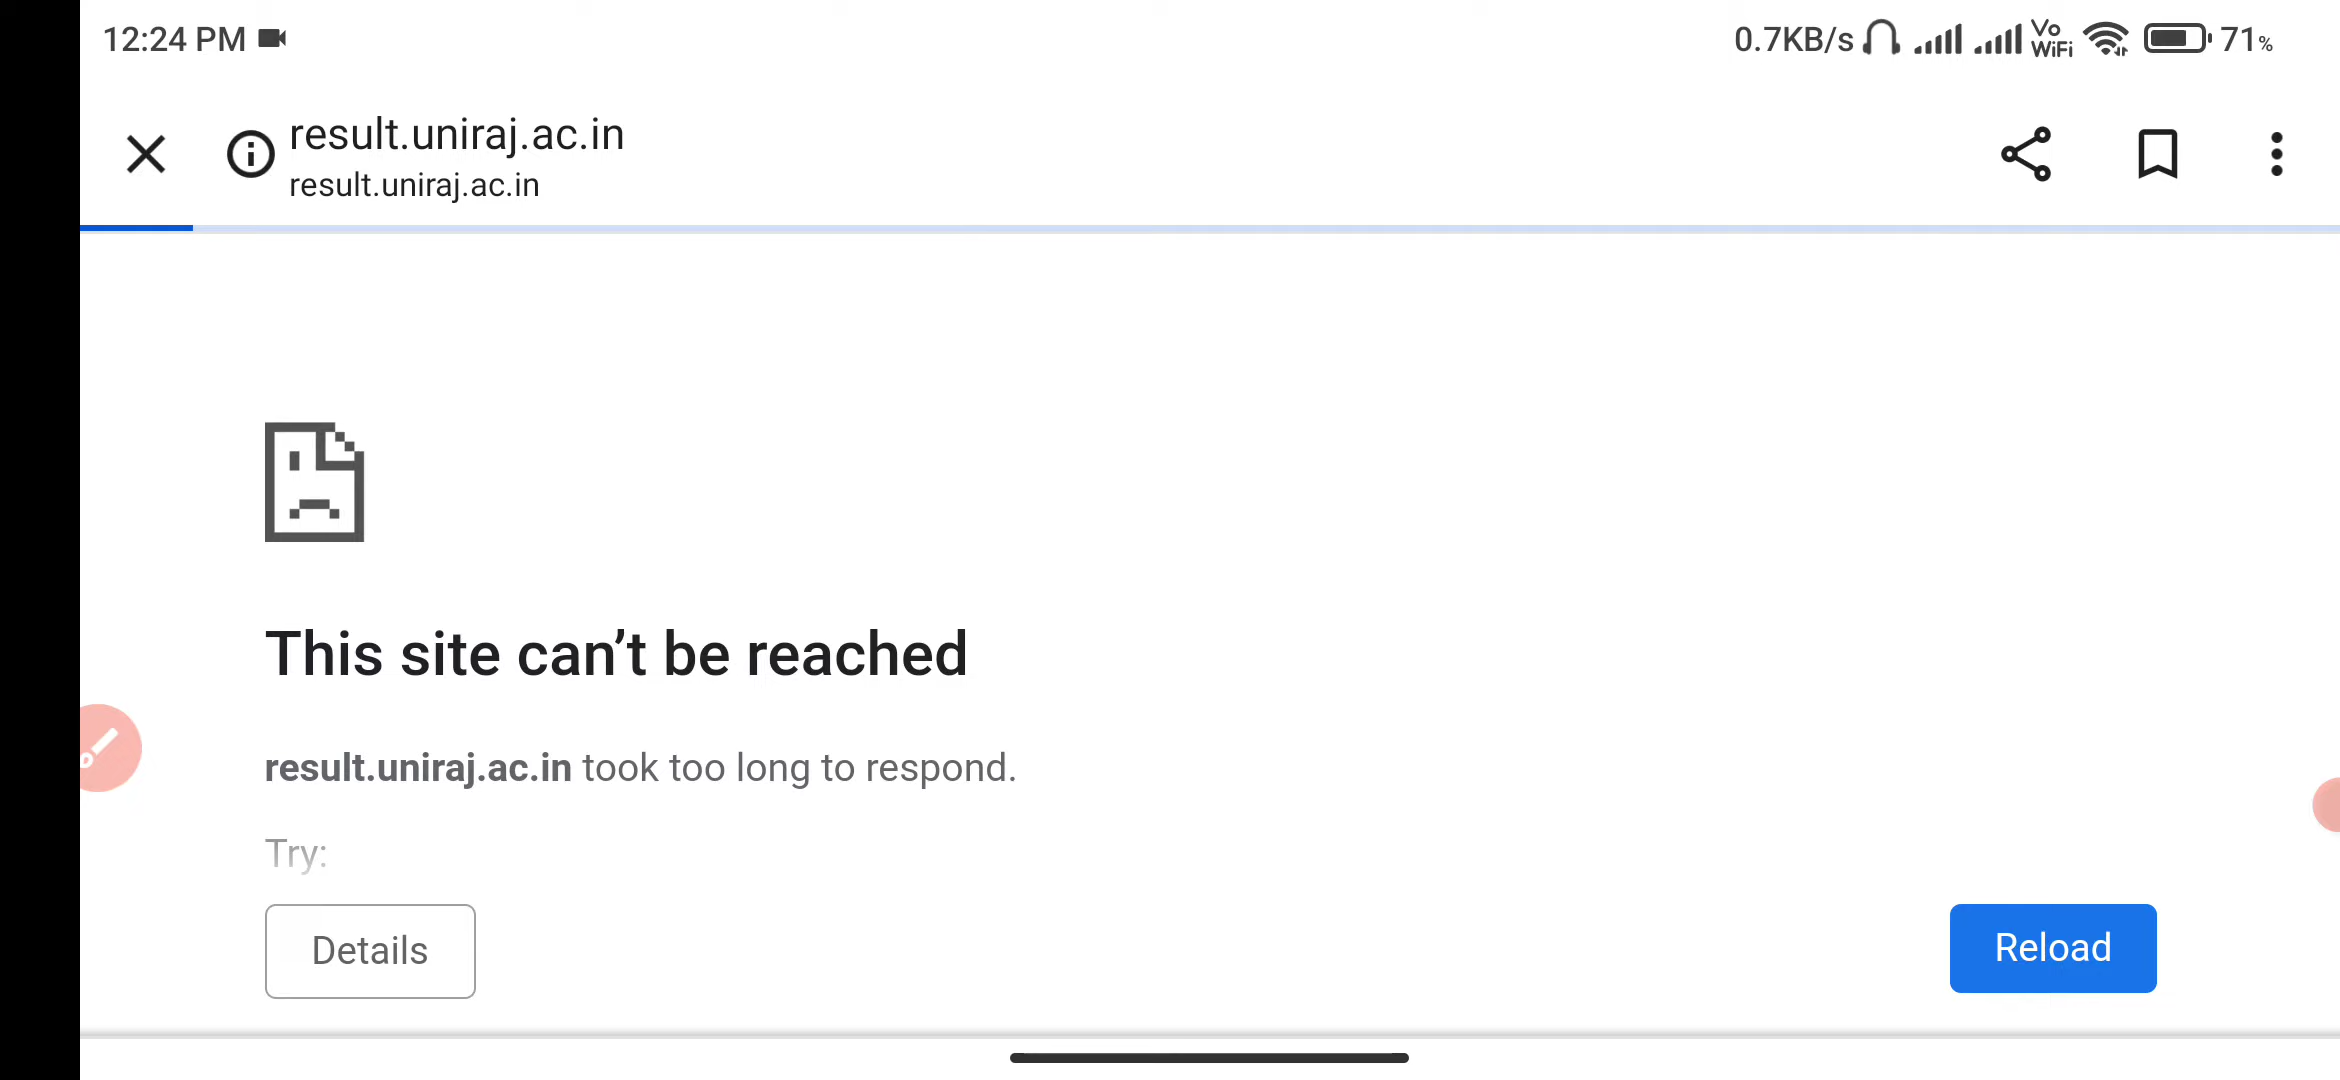 12:24 PM
0.7KB/s Vo WiFi 71%
result.uniraj.ac.in
result.uniraj.ac.in
This site can’t be reached
result.uniraj.ac.in took too long to respond.
Try:
Details
Reload